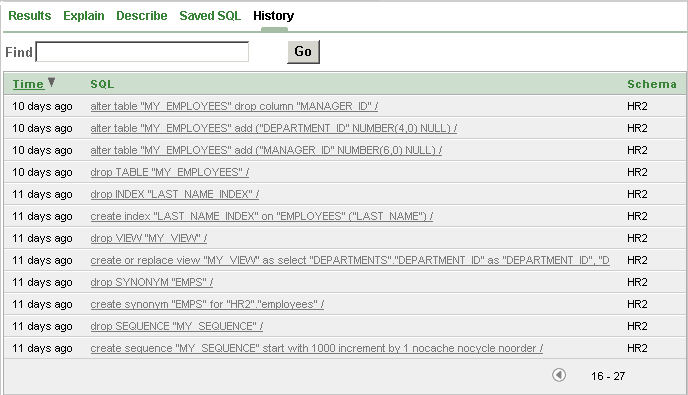 Results Explain Describe Saved SQL History
Find Go
Time SQL Schema
10 days ago alter table "MY_EMPLOYEES" drop column "MANAGER_ID" / HR2
10 days ago alter table "MY_EMPLOYEES" add ("DEPARTMENT_ID" NUMBER(4,0) NULL) / HR2
10 days ago alter table "MY_EMPLOYEES" add ("MANAGER_ID" NUMBER(6,0) NULL) / HR2
10 days ago drop TABLE "MY_EMPLOYEES" / HR2
11 days ago drop INDEX "LAST_NAME_INDEX" / HR2
11 days ago create index "LAST_NAME_INDEX" on "EMPLOYEES" ("LAST_NAME") / HR2
11 days ago drop VIEW "MY_VIEW" / HR2
11 days ago create or replace view "MY_VIEW" as select "DEPARTMENTS"."DEPARTMENT_ID" as "DEPARTMENT_ID", "D HR2
11 days ago drop SYNONYM "EMPS" / HR2
11 days ago create synonym "EMPS" for "HR2"."employees" / HR2
11 days ago drop SEQUENCE "MY_SEQUENCE" / HR2
11 days ago create sequence "MY_SEQUENCE" start with 1000 increment by 1 nocache nocycle noorder / HR2
16 - 27